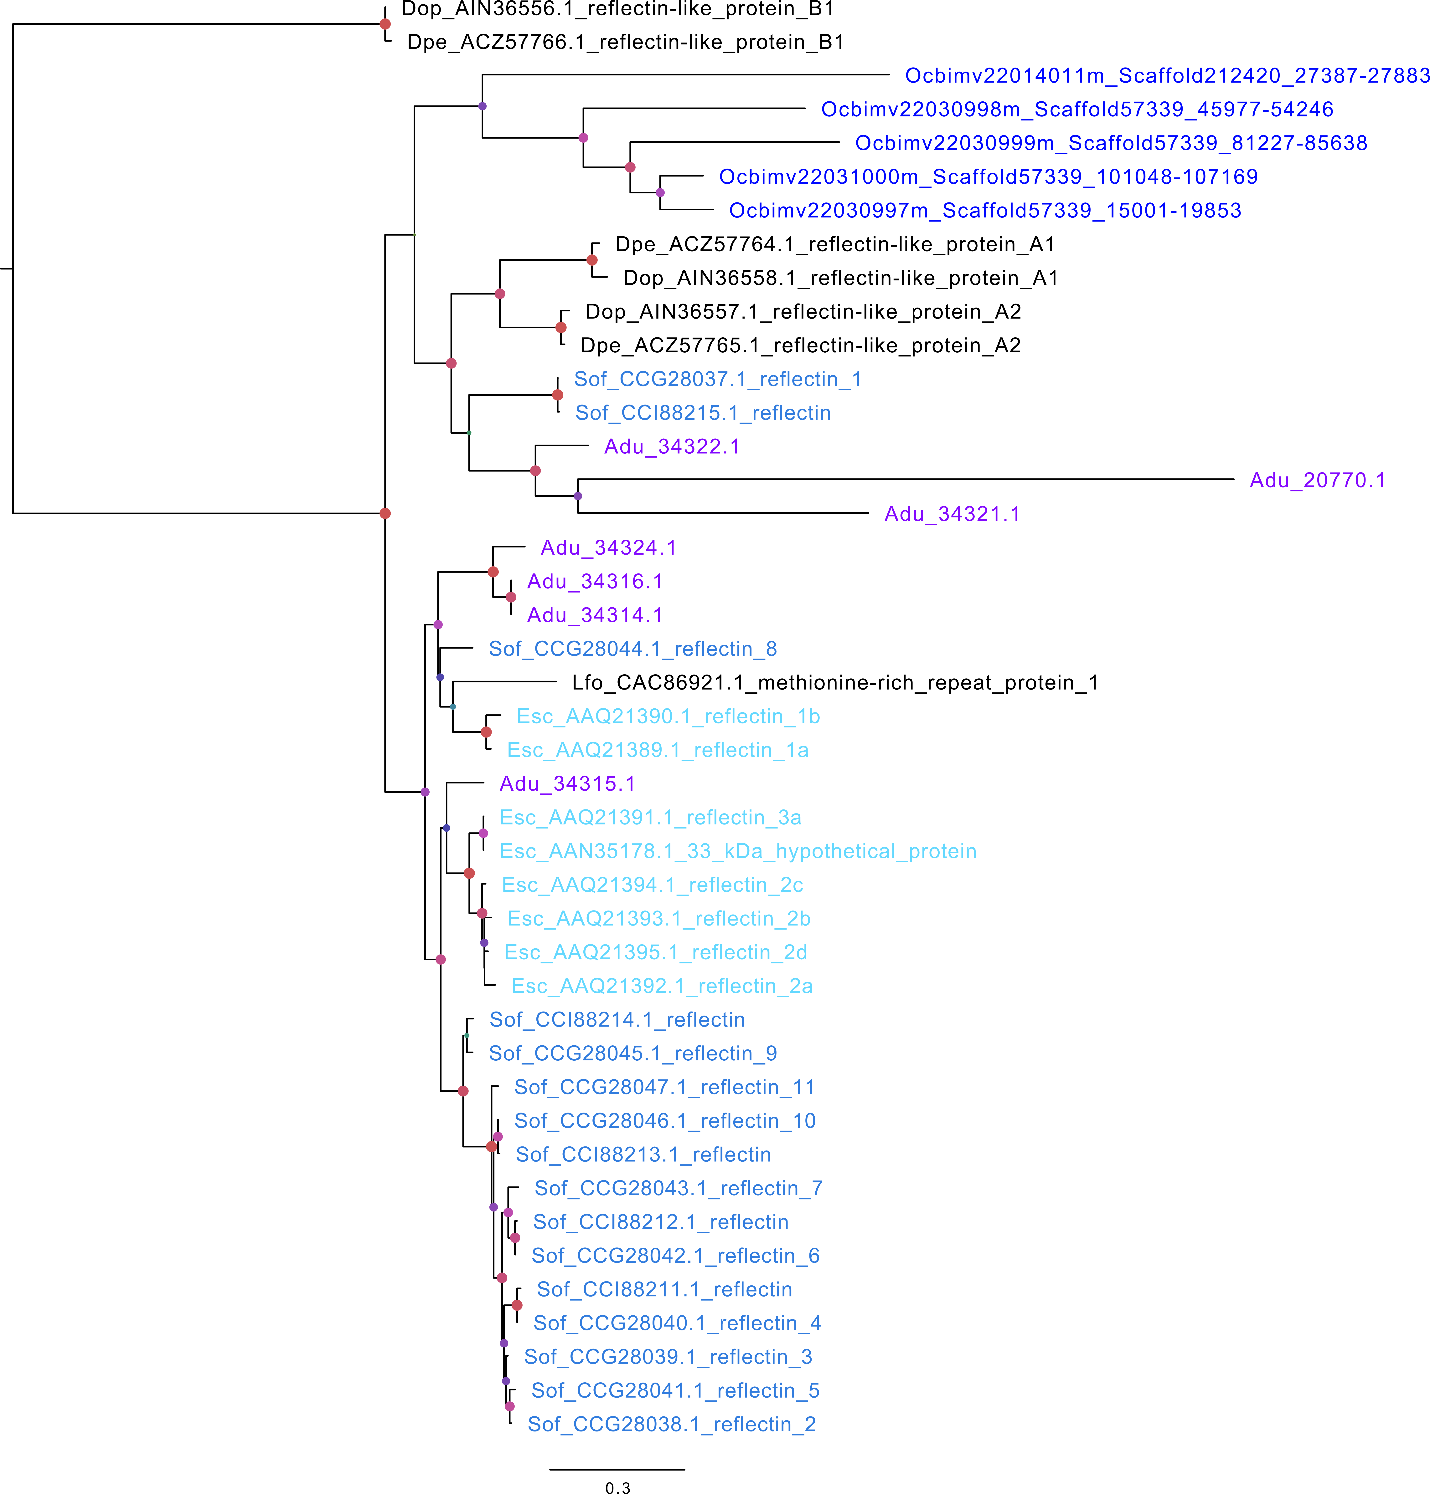 Dop_AIN36556.1_reflectin-like_protein_B1
Dpe_ACZ57766.1_reflectin-like_protein_B1
Ocbimv22014011m_Scaffold212420_27387-27883
Ocbimv22030998m_Scaffold57339_45977-54246
Ocbimv22030999m_Scaffold57339_81227-85638
Ocbimv22031000m_Scaffold57339_101048-107169
Ocbimv22030997m_Scaffold57339_15001-19853
Dpe_ACZ57764.1_reflectin-like_protein_A1
Dop_AIN36558.1_reflectin-like_protein_A1
Dop_AIN36557.1_reflectin-like_protein_A2
Dpe_ACZ57765.1_reflectin-like_protein_A2
Sof_CCG28037.1_reflectin_1
Sof_CCI88215.1_reflectin
Adu_34322.1
Adu_20770.1
Adu_34321.1
Adu_34324.1
Adu_34316.1
Adu_34314.1
Sof_CCG28044.1_reflectin_8
Lfo_CAC86921.1_methionine-rich_repeat_protein_1
Esc_AAQ21390.1_reflectin_1b
Esc_AAQ21389.1_reflectin_1a
Adu_34315.1
Esc_AAQ21391.1_reflectin_3a
Esc_AAN35178.1_33_kDa_hypothetical_protein
Esc_AAQ21394.1_reflectin_2c
Esc_AAQ21393.1_reflectin_2b
Esc_AAQ21395.1_reflectin_2d
Esc_AAQ21392.1_reflectin_2a
Sof_CCI88214.1_reflectin
Sof_CCG28045.1_reflectin_9
Sof_CCG28047.1_reflectin_11
Sof_CCG28046.1_reflectin_10
Sof_CCI88213.1_reflectin
Sof_CCG28043.1_reflectin_7
Sof_CCI88212.1_reflectin
Sof_CCG28042.1_reflectin_6
Sof_CCI88211.1_reflectin
Sof_CCG28040.1_reflectin_4
Sof_CCG28039.1_reflectin_3
Sof_CCG28041.1_reflectin_5
Sof_CCG28038.1_reflectin_2
0.3